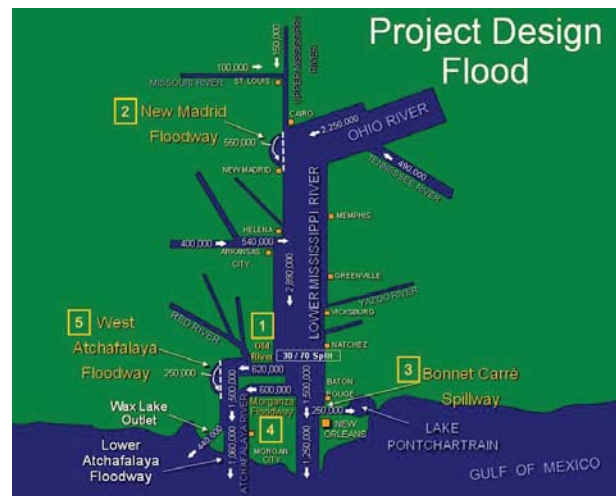 Project Design
Flood
150,000
UPPER MISSISSIPPI
RIVER
100,000
MISSOURI RIVER
ST. LOUIS
2 New Madrid
Floodway
550,000
CAIRO
2,250,000
OHIO RIVER
490,000
TENNESSEE RIVER
NEW MADRID
MEMPHIS
HELENA
400,000
540,000
ARKANSAS
CITY
2,890,000
LOWER MISSISSIPPI RIVER
GREENVILLE
YAZOO RIVER
VICKSBURG
RED RIVER
1
Old
River
NATCHEZ
30 / 70 Split
620,000
5 West
Atchafalaya
Floodway
250,000
1,500,000
600,000
Morganza
Floodway
1,500,000
BATON
ROUGE
3 Bonnet Carré
Spillway
250,000
Wax Lake
Outlet
440,000
ATCHAFALAYA RIVER
4
NEW
ORLEANS
LAKE
PONTCHARTRAIN
Lower
Atchafalaya
Floodway
1,060,000
MORGAN
CITY
1,250,000
GULF OF MEXICO